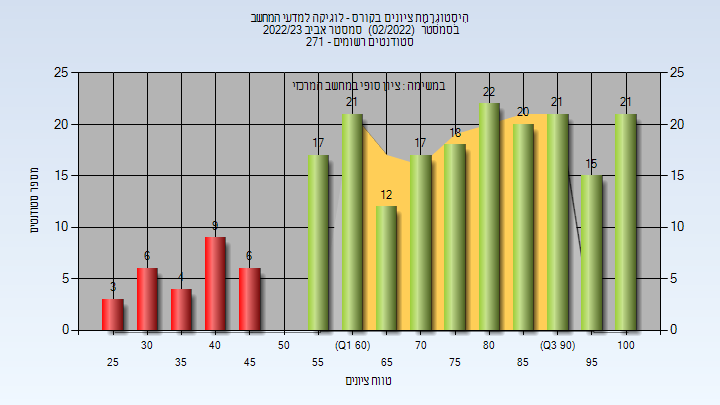 הִיסְטוֹגְרָמַת ציונים בקורס - לוגיקה למדעי המחשב
בסמסטר (02/2022) סמסטר אביב 2022/23
סטודנטים רשומים - 271
במשימה : ציון סופי במחשב המרכזי
מספר סטודנטים
25 25
20 20
15 15
10 10
5 5
0 0
3 6 4 9 6 17 21 12 17 18 22 20 21 15 21
30 40 50 (Q1 60) 70 80 (Q3 90) 100
25 35 45 55 65 75 85 95
טווח ציונים